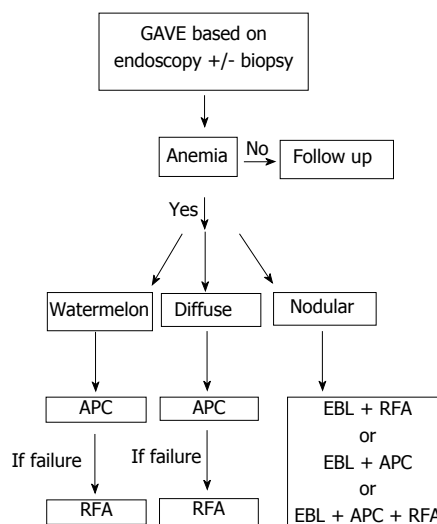 GAVE based on
endoscopy +/- biopsy
Anemia
No
Follow up
Yes
Watermelon
Diffuse
Nodular
APC
APC
EBL + RFA
or
EBL + APC
or
EBL + APC + RFA
If failure
If failure
RFA
RFA